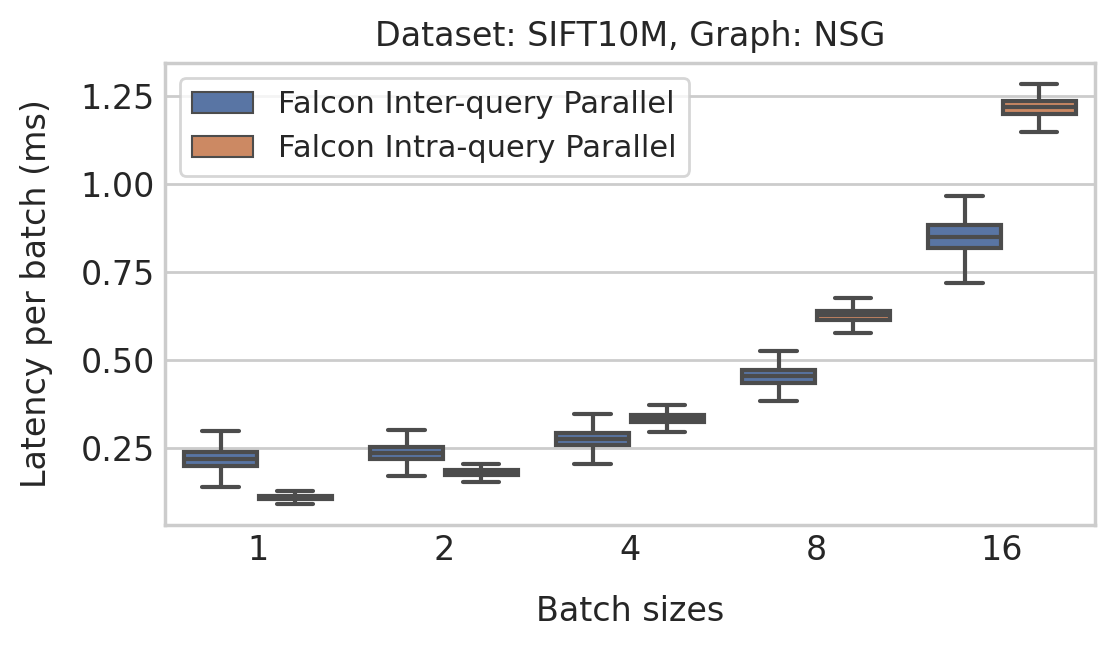 Dataset: SIFT10M, Graph: NSG
Falcon Inter-query Parallel
Falcon Intra-query Parallel
Latency per batch (ms)
1.25
1.00
0.75
0.50
0.25
1 2 4 8 16
Batch sizes